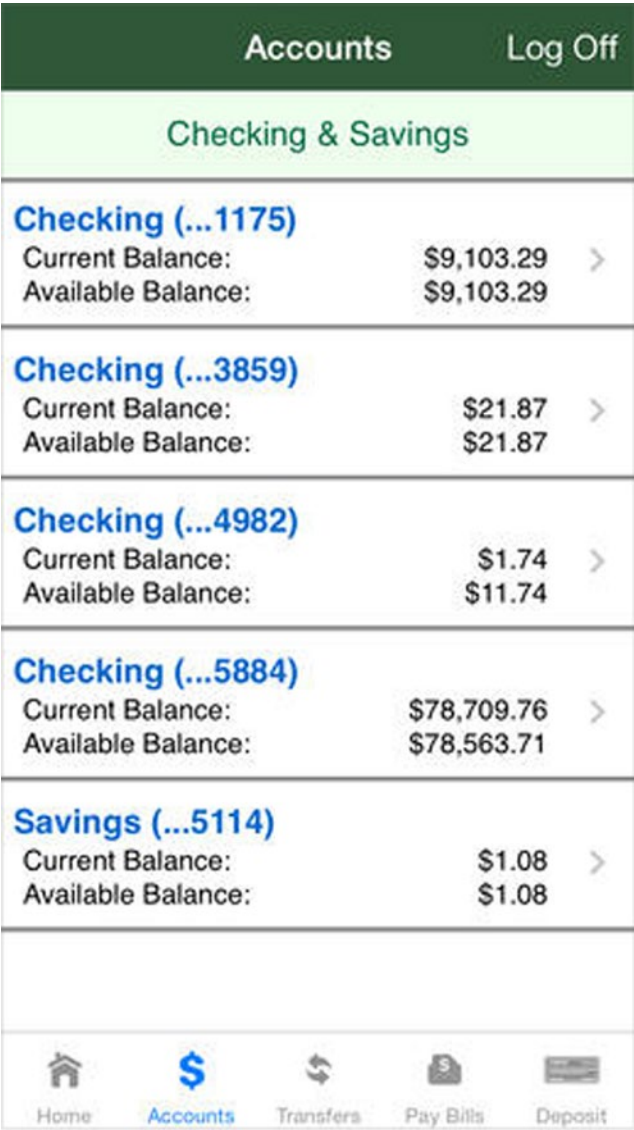 Accounts Log Off
Checking & Savings
Checking (...1175)
Current Balance: $9,103.29
Available Balance: $9,103.29
Checking (...3859)
Current Balance: $21.87
Available Balance: $21.87
Checking (...4982)
Current Balance: $1.74
Available Balance: $11.74
Checking (...5884)
Current Balance: $78,709.76
Available Balance: $78,563.71
Savings (...5114)
Current Balance: $1.08
Available Balance: $1.08
Home Accounts Transfers Pay Bills Deposit